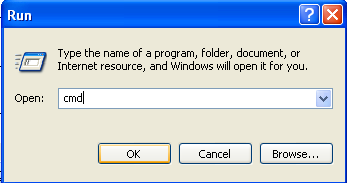 Run
Type the name of a program, folder, document, or
Internet resource, and Windows will open it for you.
Open: cmd
OK Cancel Browse...